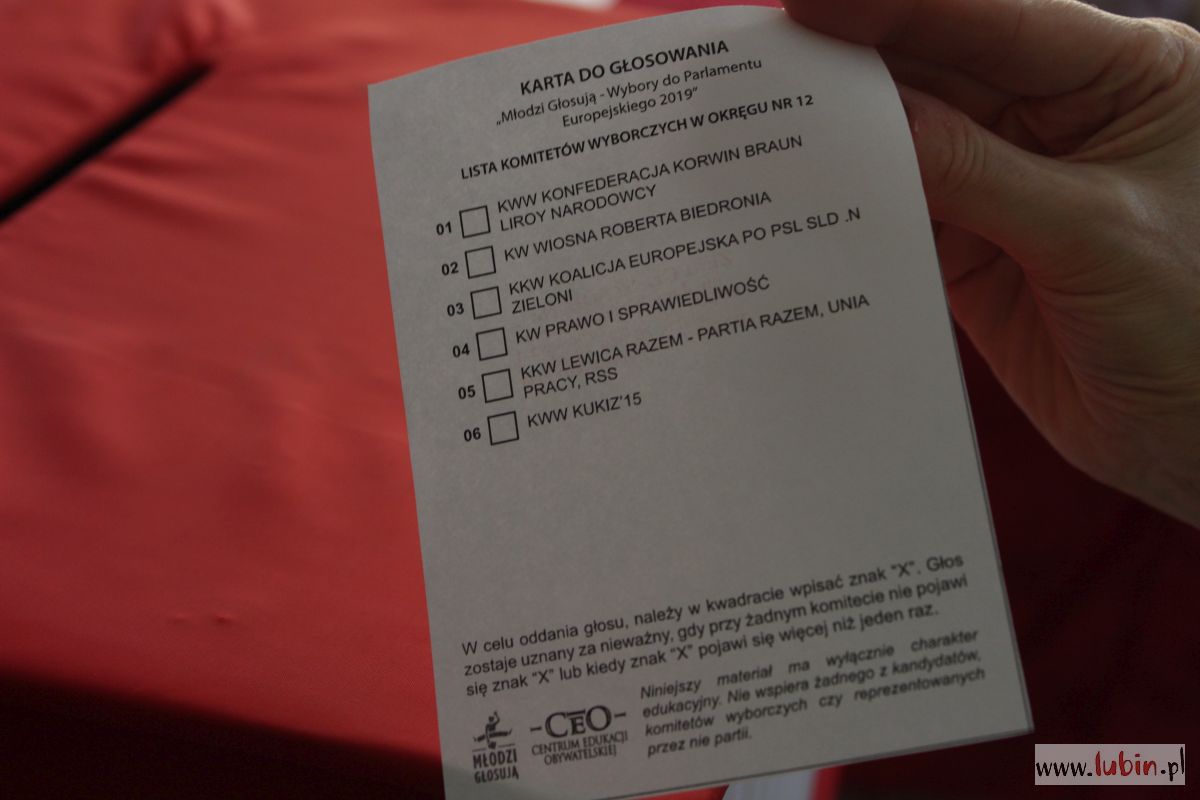 KARTA DO GŁOSOWANIA
„Młodzi Głosują - Wybory do Parlamentu
Europejskiego 2019”
LISTA KOMITETÓW WYBORCZYCH W OKRĘGU NR 12
01 KWW KONFEDERACJA KORWIN BRAUN
LIROY NARODOWCY
02 KW WIOSNA ROBERTA BIEDRONIA
03 KKW KOALICJA EUROPEJSKA PO PSL SLD .N
ZIELONI
04 KW PRAWO I SPRAWIEDLIWOŚĆ
05 KKW LEWICA RAZEM - PARTIA RAZEM, UNIA
PRACY, RSS
06 KWW KUKIZ'15
W celu oddania głosu, należy w kwadracie wpisać znak “X”. Głos
zostaje uznany za nieważny, gdy przy żadnym komitecie nie pojawi
się znak “X” lub kiedy znak “X” pojawi się więcej niż jeden raz.
Niniejszy materiał ma wyłącznie charakter
edukacyjny. Nie wspiera żadnego z kandydatów,
komitetów wyborczych czy reprezentowanych
przez nie partii.
MŁODZI
GŁOSUJĄ
-CEO-
CENTRUM EDUKACJI
OBYWATELSKIEJ
www.lubin.pl